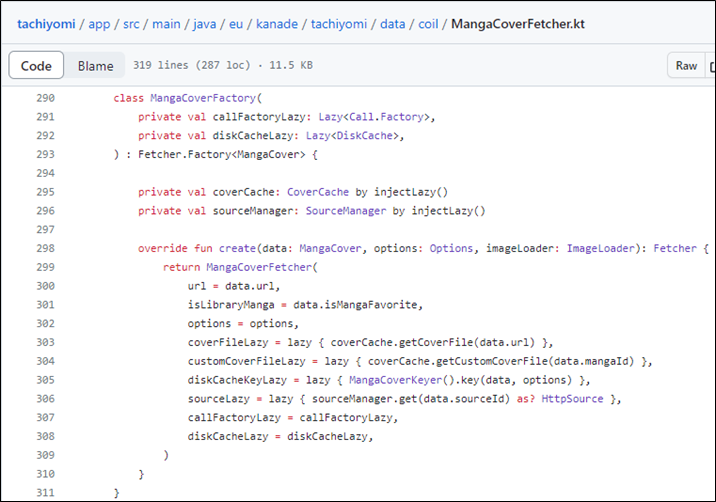 tachiyomi / app / src / main / java / eu / kanade / tachiyomi / data / coil / MangaCoverFetcher.kt
Code Blame 319 lines (287 loc) · 11.5 KB Raw
290 class MangaCoverFactory(
291 private val callFactoryLazy: Lazy<Call.Factory>,
292 private val diskCacheLazy: Lazy<DiskCache>,
293 ) : Fetcher.Factory<MangaCover> {
294
295 private val coverCache: CoverCache by injectLazy()
296 private val sourceManager: SourceManager by injectLazy()
297
298 override fun create(data: MangaCover, options: Options, imageLoader: ImageLoader): Fetcher {
299 return MangaCoverFetcher(
300 url = data.url,
301 isLibraryManga = data.isMangaFavorite,
302 options = options,
303 coverFileLazy = lazy { coverCache.getCoverFile(data.url) },
304 customCoverFileLazy = lazy { coverCache.getCustomCoverFile(data.mangaId) },
305 diskCacheKeyLazy = lazy { MangaCoverKeyer().key(data, options) },
306 sourceLazy = lazy { sourceManager.get(data.sourceId) as? HttpSource },
307 callFactoryLazy = callFactoryLazy,
308 diskCacheLazy = diskCacheLazy,
309 )
310 }
311 }